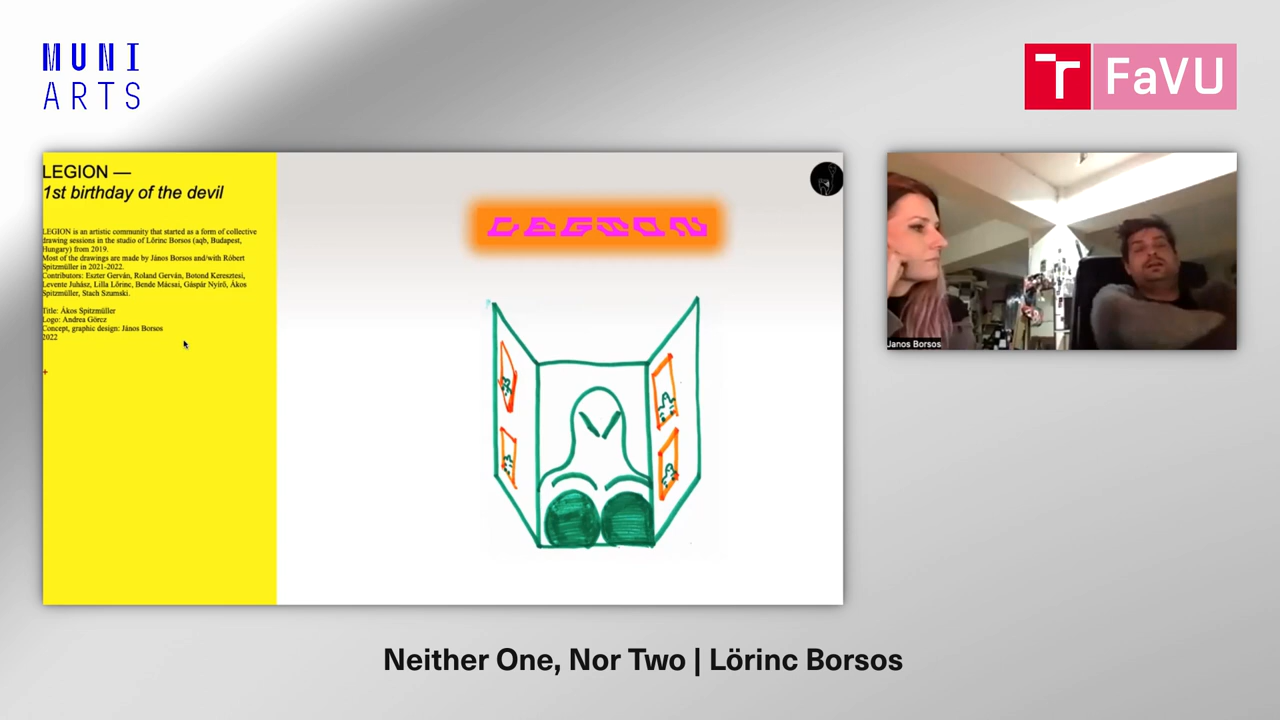 MUNI
ARTS
FaVU
LEGION —
1st birthday of the devil
LEGION is an artistic community that started as a form of collective
drawing sessions in the studio of Lőrinc Borsos (aqb, Budapest,
Hungary) from 2019.
Most of the drawings are made by János Borsos and/with Róbert
Spitzmüller in 2021-2022.
Contributors: Eszter Gerván, Roland Gerván, Botond Keresztesi,
Levente Juhász, Lilla Lőrinc, Bende Mácsai, Gáspár Nyírő, Ákos
Spitzmüller, Stach Szumski.
Title: Ákos Spitzmüller
Logo: Andrea Görcz
Concept, graphic design: János Borsos
2022
LEGION
Janos Borsos
Neither One, Nor Two | Lörinc Borsos